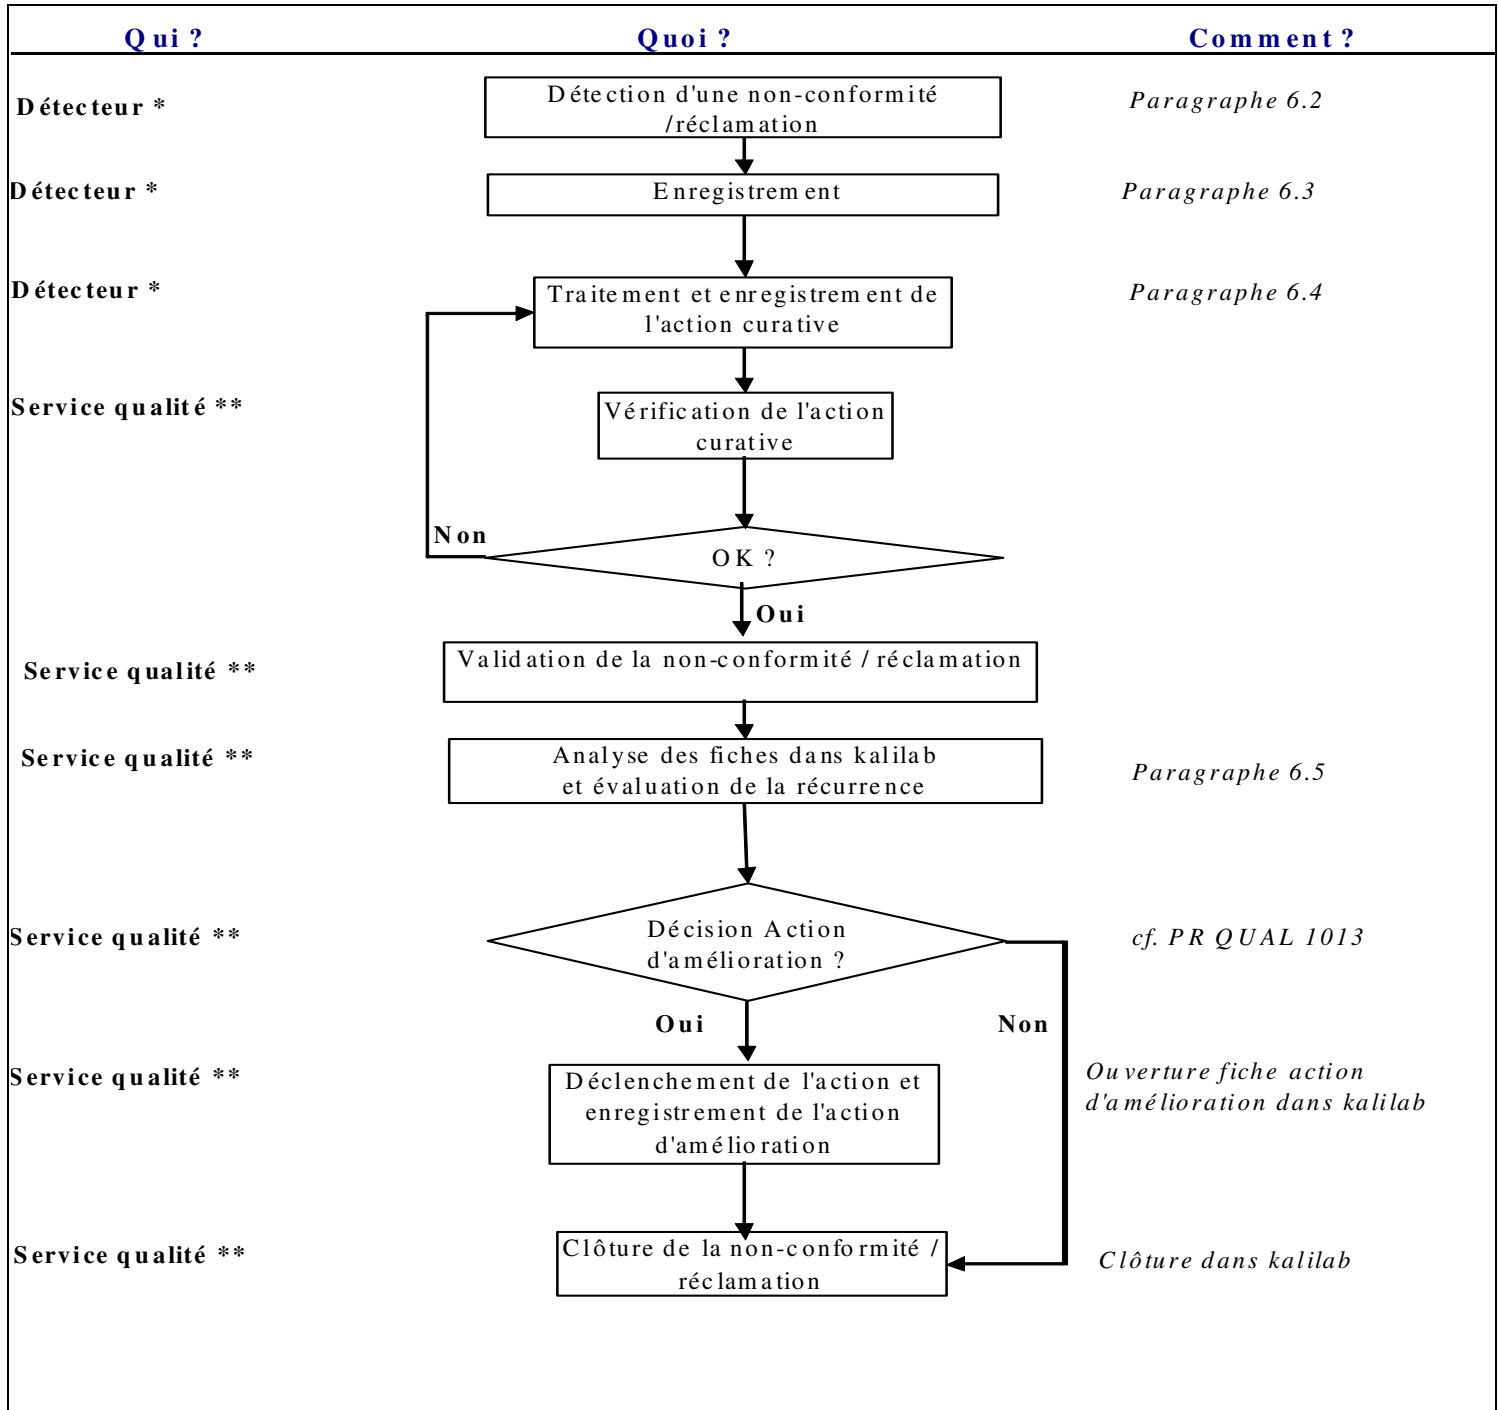 Qui ?
Quoi ?
Comment ?
Détecteur *
Détection d'une non-conformité
/réclamation
Paragraphe 6.2
Détecteur *
Enregistrement
Paragraphe 6.3
Détecteur *
Traitement et enregistrement de
l'action curative
Paragraphe 6.4
Service qualité **
Vérification de l'action
curative
Non
OK ?
Oui
Service qualité **
Validation de la non-conformité / réclamation
Service qualité **
Analyse des fiches dans kalilab
et évaluation de la récurrence
Paragraphe 6.5
Service qualité **
Décision Action
d'amélioration ?
cf. PR QUAL 1013
Oui
Non
Service qualité **
Déclenchement de l'action et
enregistrement de l'action
d'amélioration
Ouverture fiche action
d'amélioration dans kalilab
Service qualité **
Clôture de la non-conformité /
réclamation
Clôture dans kalilab